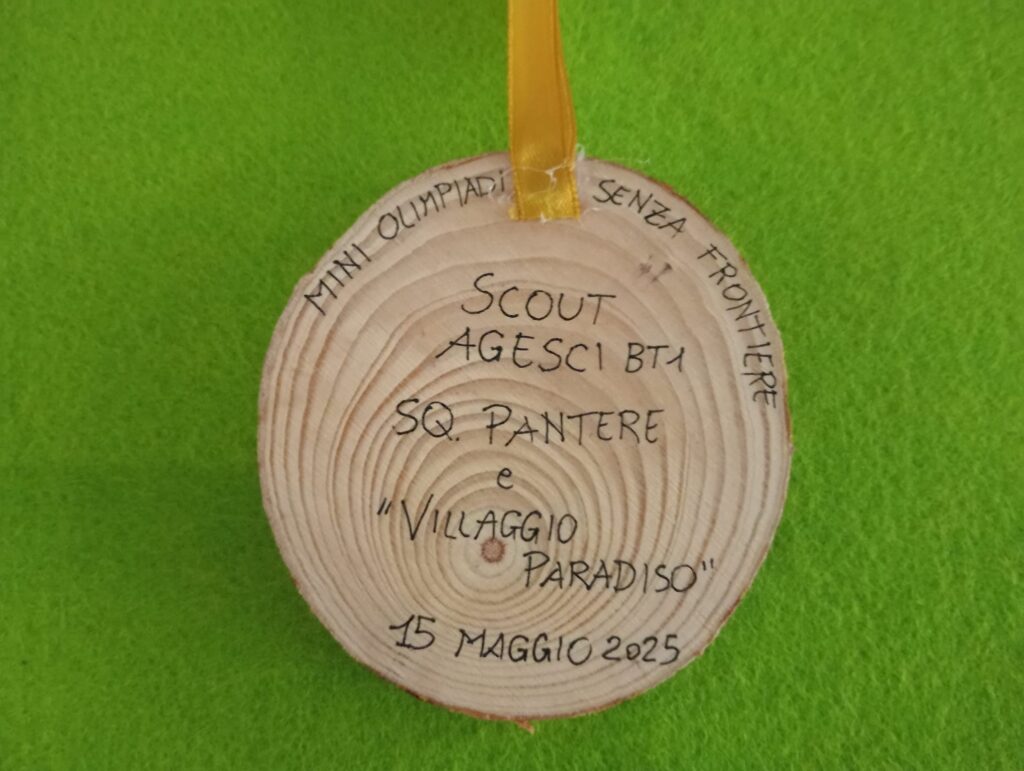 MINI OLIMPIADI SENZA FRONTIERE
SCOUT
AGESCI BT1
SQ. PANTERE
e
"VILLAGGIO
PARADISO"
15 MAGGIO 2025